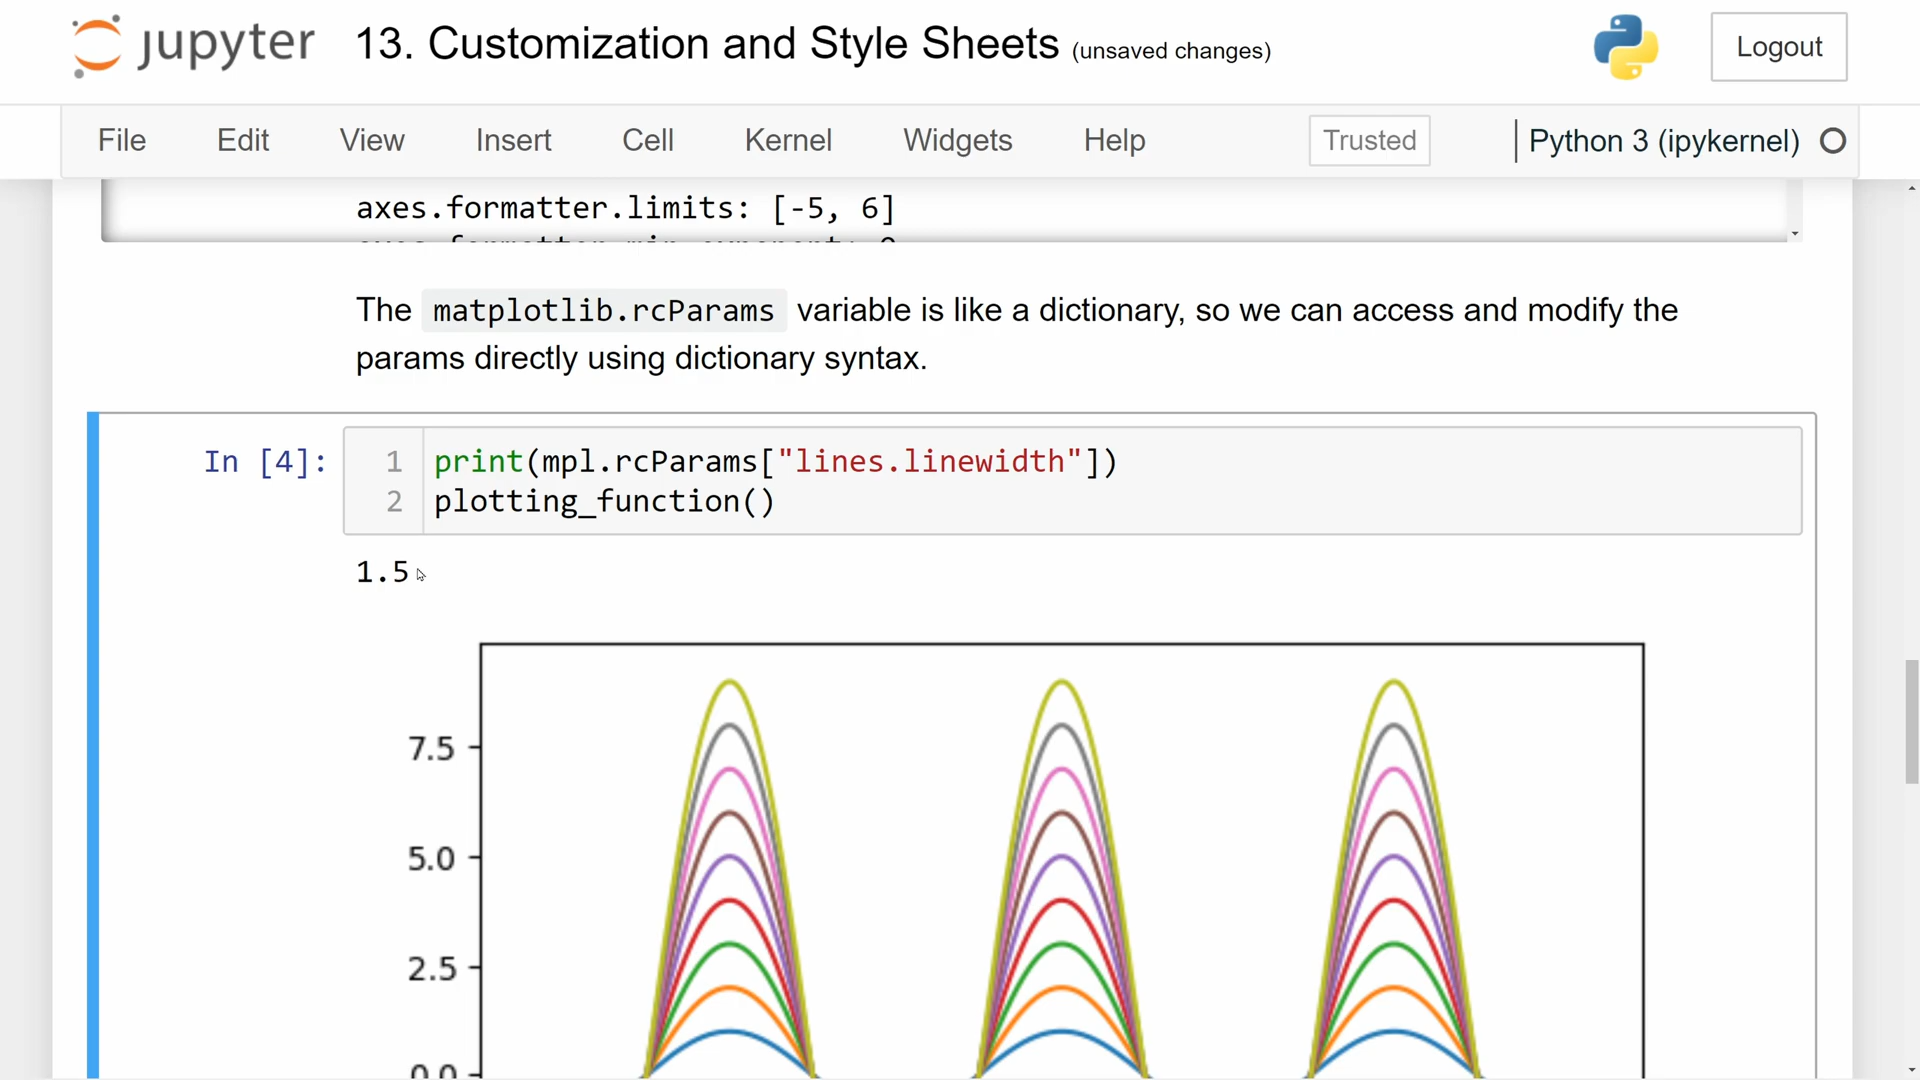 jupyter 13. Customization and Style Sheets (unsaved changes) Logout
File Edit View Insert Cell Kernel Widgets Help Trusted Python 3 (ipykernel)
axes.formatter.limits: [-5, 6]
The matplotlib.rcParams variable is like a dictionary, so we can access and modify the
params directly using dictionary syntax.
In [4]: 1 print(mpl.rcParams["lines.linewidth"])
2 plotting_function()
1.5
7.5
5.0
2.5
0.0